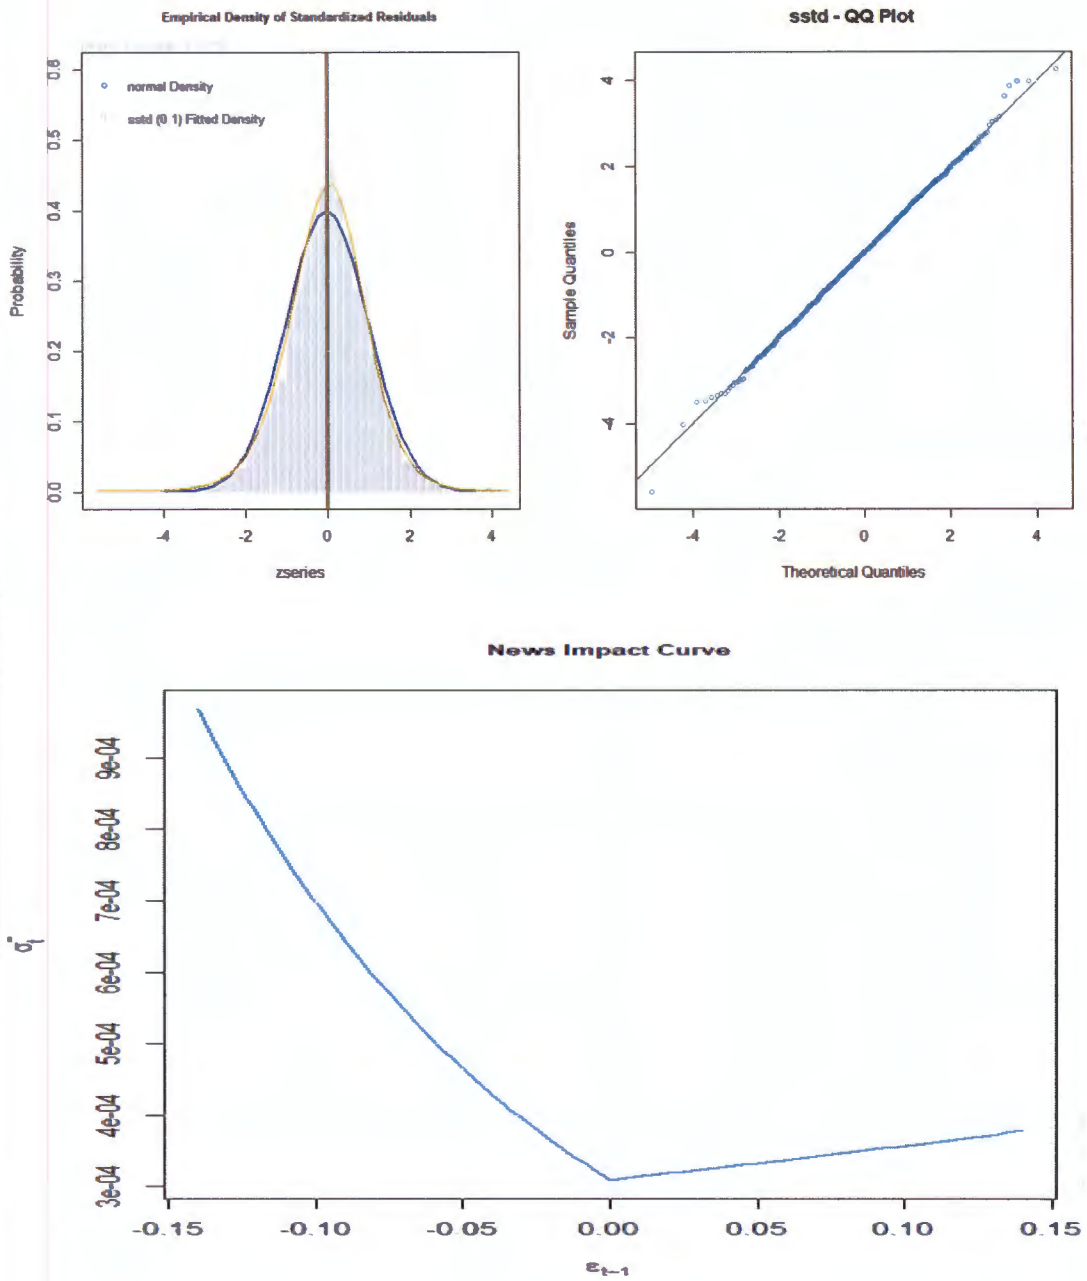 Empirical Density of Standardized Residuals
normal Density
sstd (0 1) Fitted Density
Probability
0.0 0.1 0.2 0.3 0.4 0.5 0.6
-4 -2 0 2 4
zseries
sstd - QQ Plot
Sample Quantiles
-4 -2 0 2 4
-4 -2 0 2 4
Theoretical Quantiles
News Impact Curve
3e-04 4e-04 5e-04 6e-04 7e-04 8e-04 9e-04
-0.15 -0.10 -0.05 0.00 0.05 0.10 0.15
εt−1